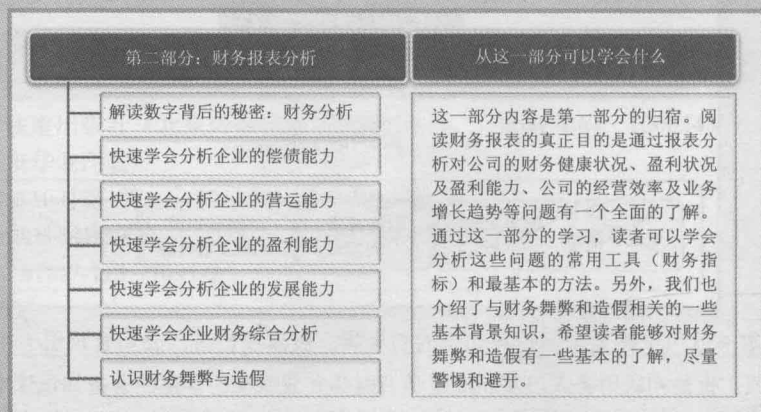 第二部分：财务报表分析
解读数字背后的秘密：财务分析
快速学会分析企业的偿债能力
快速学会分析企业的营运能力
快速学会分析企业的盈利能力
快速学会分析企业的发展能力
快速学会企业财务综合分析
认识财务舞弊与造假
从这一部分可以学会什么
这一部分内容是第一部分的归宿。阅
读财务报表的真正目的是通过报表分
析对公司的财务健康状况、盈利状况
及盈利能力、公司的经营效率及业务
增长趋势等问题有一个全面的了解。
通过这一部分的学习，读者可以学会
分析这些问题的常用工具（财务指
标）和最基本的方法。另外，我们也
介绍了与财务舞弊和造假相关的一些
基本背景知识，希望读者能够对财务
舞弊和造假有一些基本的了解，尽量
警惕和避开。